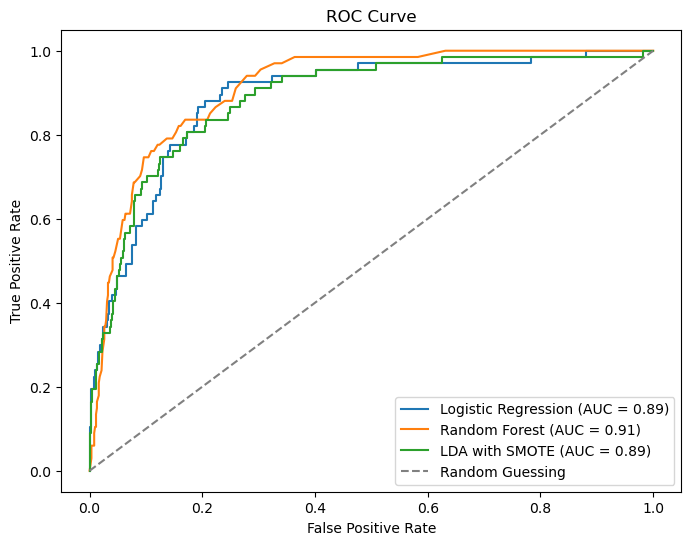 ROC Curve
True Positive Rate
1.0
0.8
0.6
0.4
0.2
0.0
Logistic Regression (AUC = 0.89)
Random Forest (AUC = 0.91)
LDA with SMOTE (AUC = 0.89)
Random Guessing
0.0 0.2 0.4 0.6 0.8 1.0
False Positive Rate